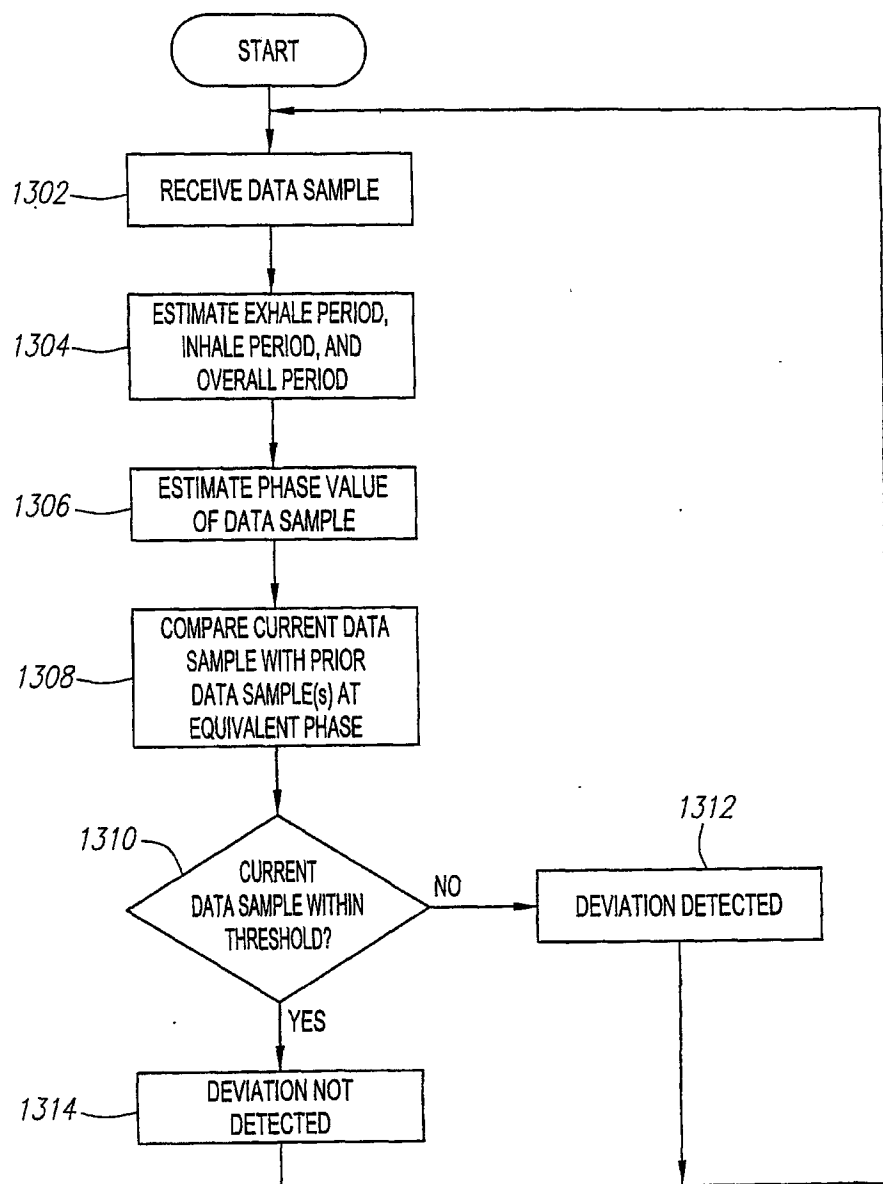 START
1302
RECEIVE DATA SAMPLE
1304
ESTIMATE EXHALE PERIOD,
INHALE PERIOD, AND
OVERALL PERIOD
1306
ESTIMATE PHASE VALUE
OF DATA SAMPLE
1308
COMPARE CURRENT DATA
SAMPLE WITH PRIOR
DATA SAMPLE(s) AT
EQUIVALENT PHASE
1310
CURRENT
DATA SAMPLE WITHIN
THRESHOLD?
NO
1312
DEVIATION DETECTED
YES
1314
DEVIATION NOT
DETECTED